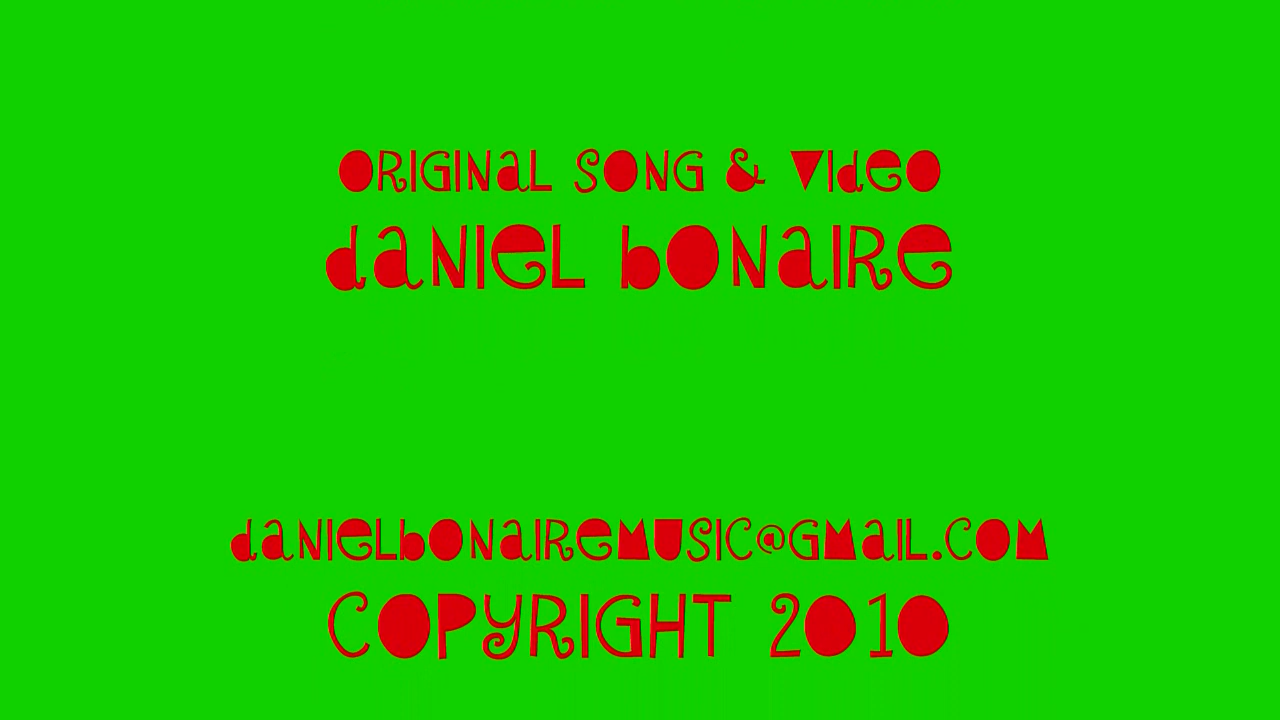 ORIGINAL SONG & VIDEO
DANIEL BONAIRE
DANIELBONAIREMUSIC@GMAIL.COM
COPYRIGHT 2010